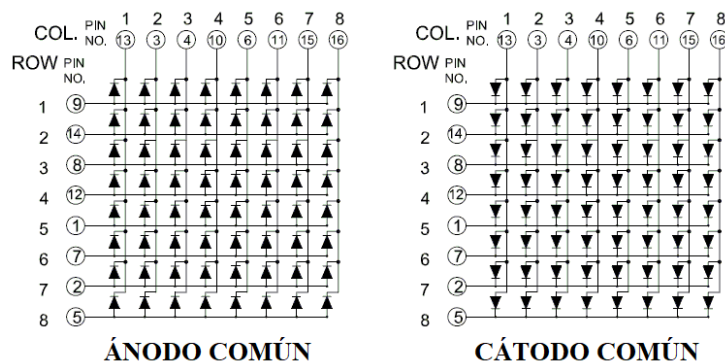 1 2 3 4 5 6 7 8
COL. PIN NO. 13 3 4 10 6 11 15 16
ROW PIN NO.
1 9
2 14
3 8
4 12
5 1
6 7
7 2
8 5
ÁNODO COMÚN
1 2 3 4 5 6 7 8
COL. PIN NO. 13 3 4 10 6 11 15 16
ROW PIN NO.
1 9
2 14
3 8
4 12
5 1
6 7
7 2
8 5
CÁTODO COMÚN